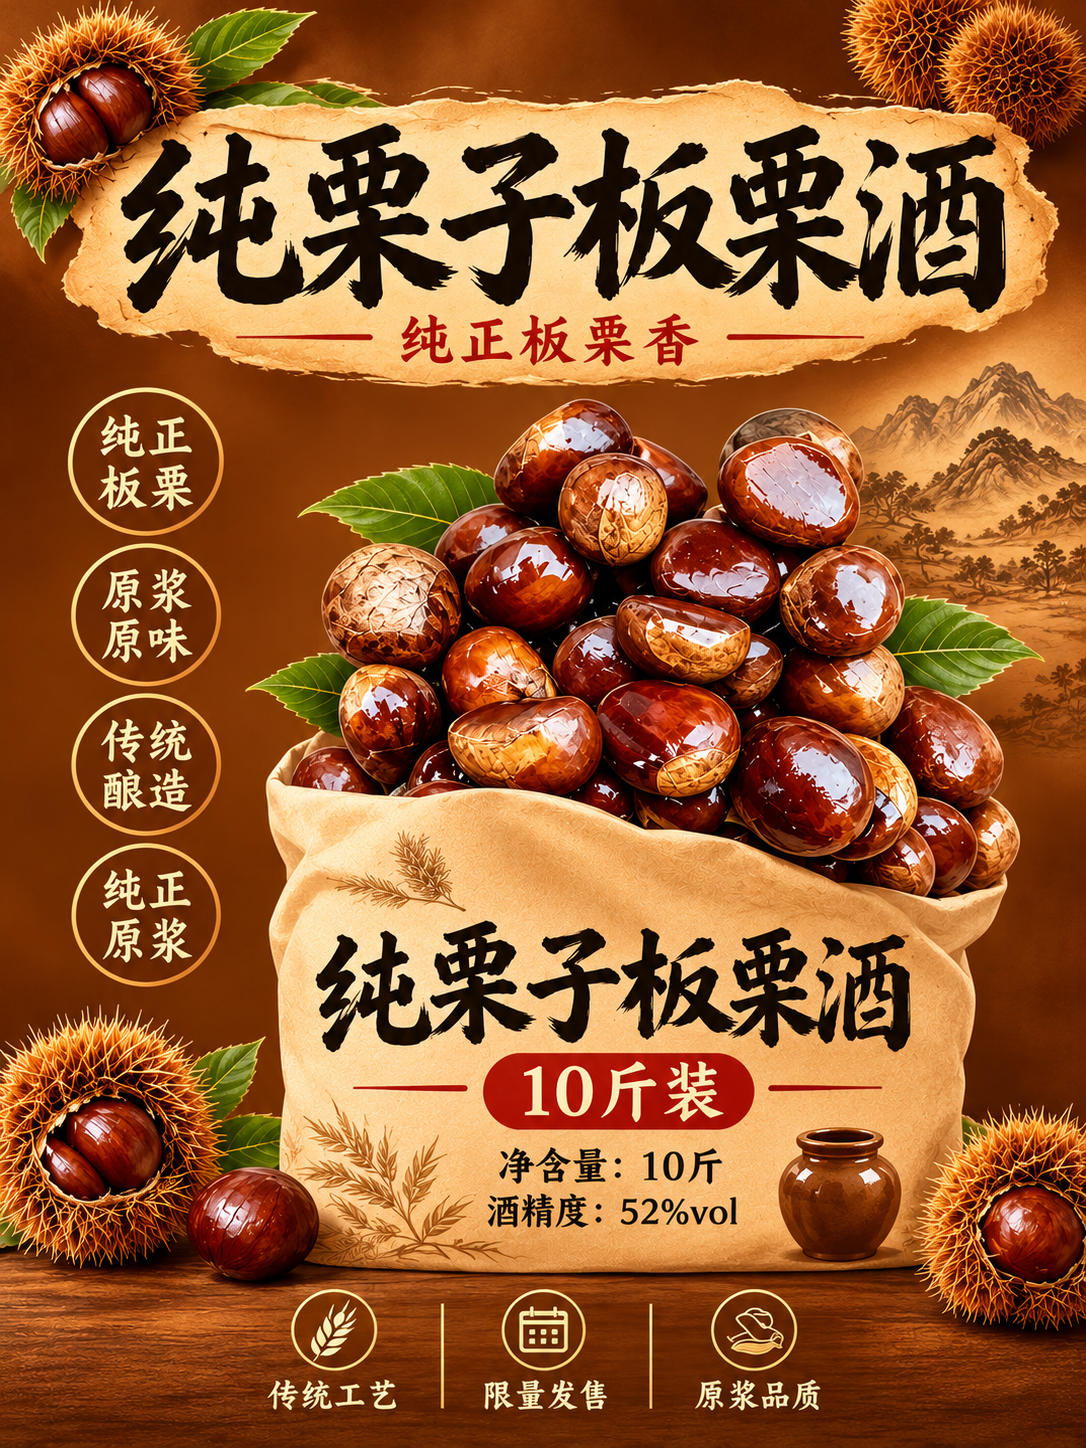 纯栗子板栗酒
纯正板栗香
纯正
板栗
原浆
原味
传统
酿造
纯正
原浆
纯栗子板栗酒
10斤装
净含量：10斤
酒精度：52%vol
传统工艺
限量发售
原浆品质